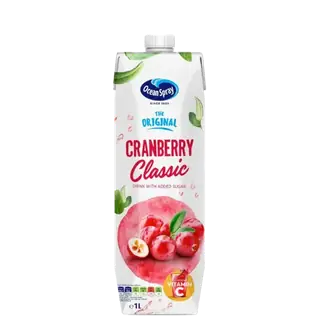 Ocean Spray
THE
ORIGINAL
CRANBERRY
Classic
DRINK WITH ADDED SUGAR
VITAMIN
C
1L